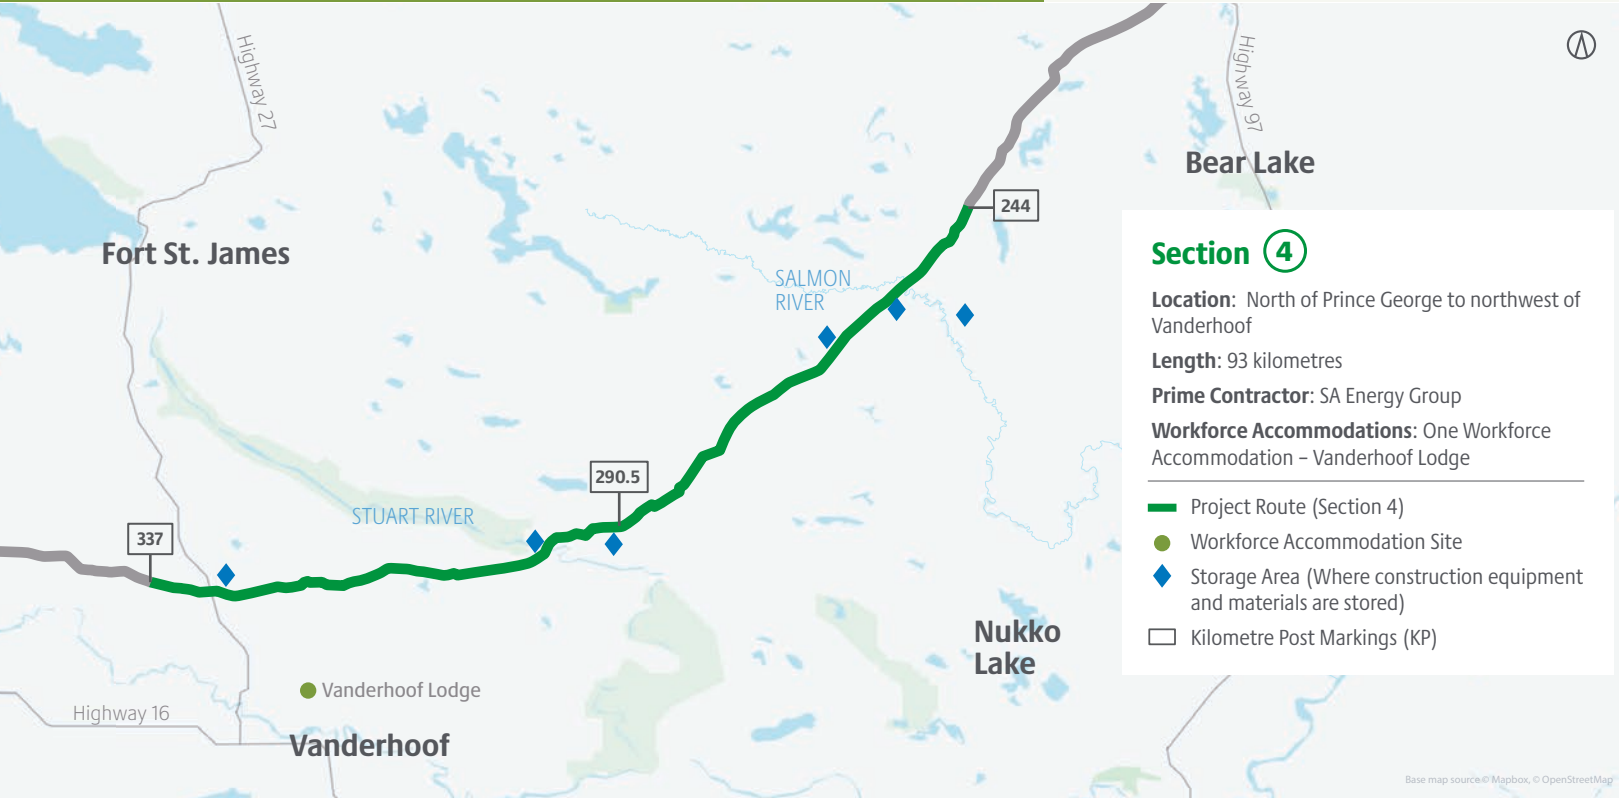 Highway 27
Highway 97
Bear Lake
244
Fort St. James
SALMON
RIVER
290.5
STUART RIVER
337
Nukko
Lake
Vanderhoof Lodge
Highway 16
Vanderhoof
Section 4
Location: North of Prince George to northwest of
Vanderhoof
Length: 93 kilometres
Prime Contractor: SA Energy Group
Workforce Accommodations: One Workforce
Accommodation – Vanderhoof Lodge
Project Route (Section 4)
Workforce Accommodation Site
Storage Area (Where construction equipment
and materials are stored)
Kilometre Post Markings (KP)
Base map source © Mapbox, © OpenStreetMap